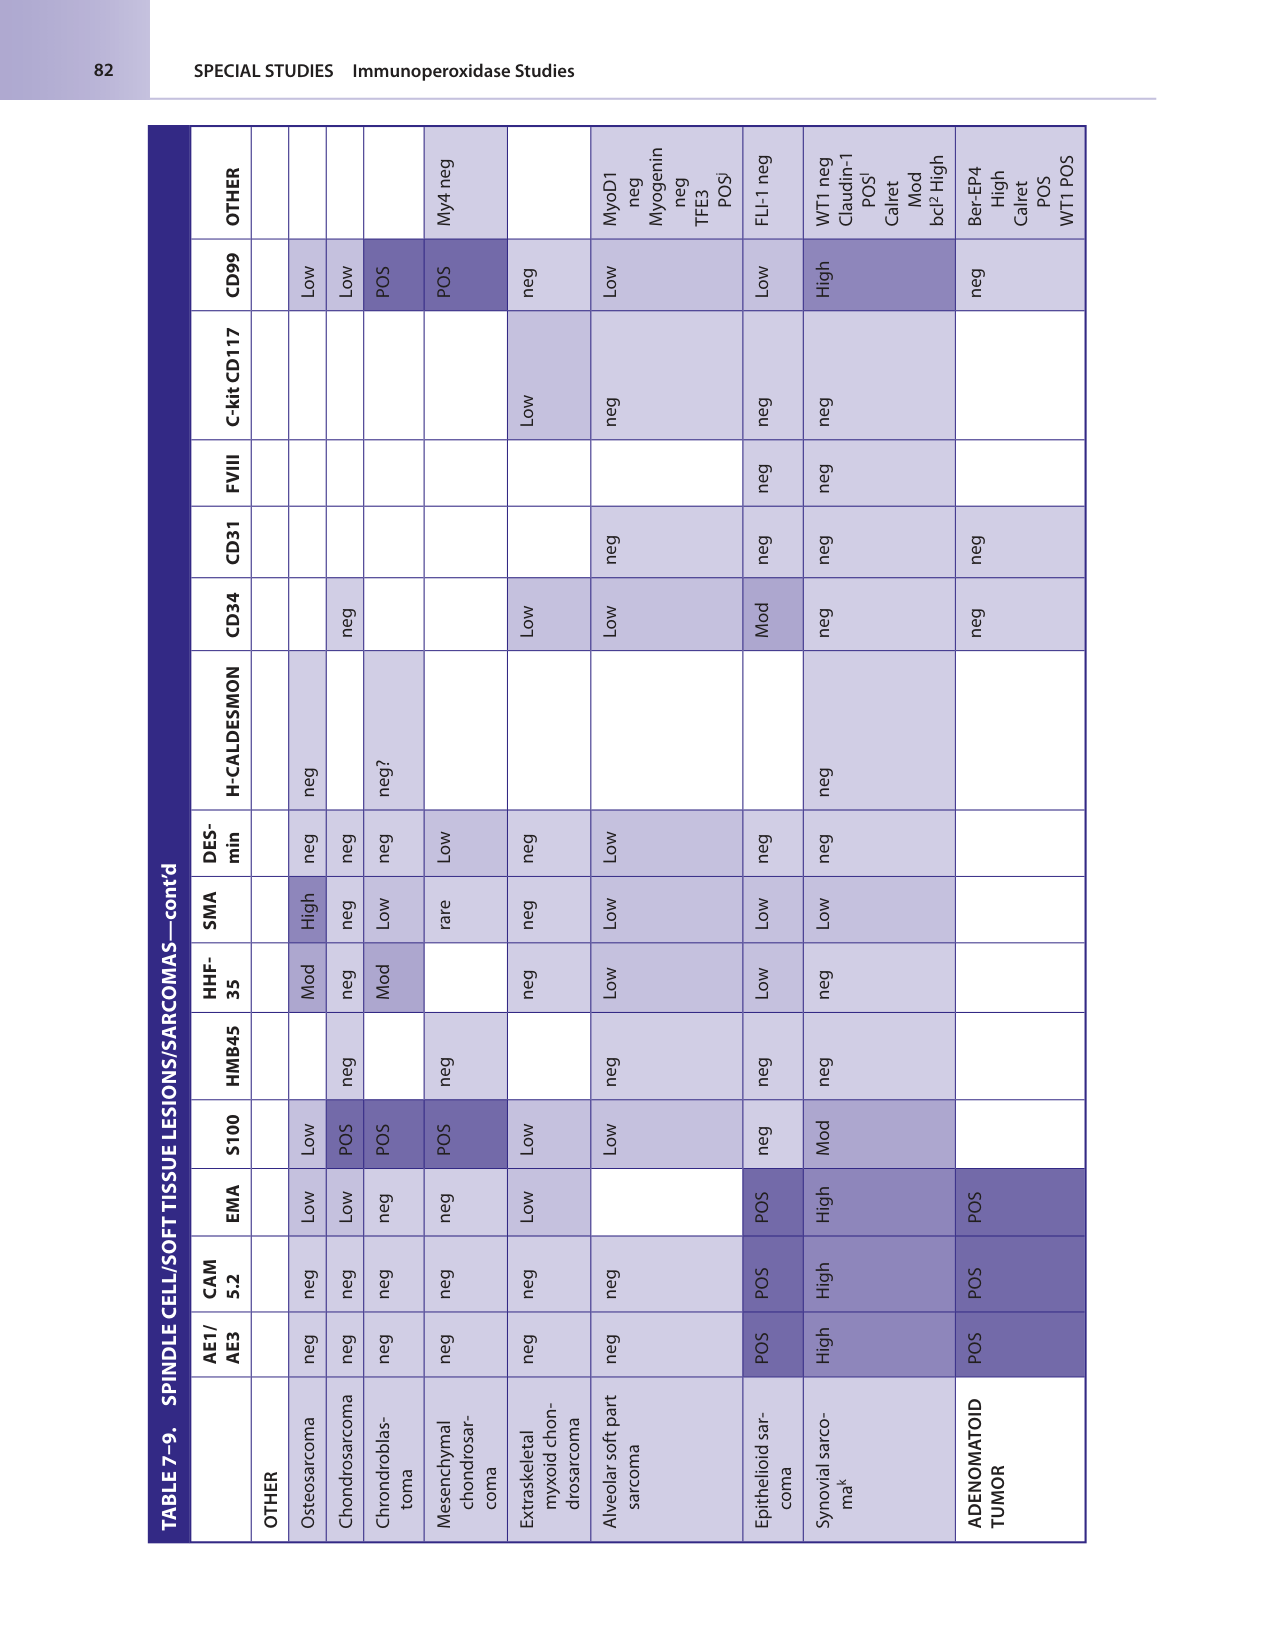 82
SPECIAL STUDIES Immunoperoxidase Studies
TABLE 7–9. SPINDLE CELL/SOFT TISSUE LESIONS/SARCOMAS—cont’d
AE1/
AE3
CAM
5.2
EMA
S100
HMB45
HHF-
35
SMA
DES-
min
H-CALDESMON
CD34
CD31
FVIII
C-kit CD117
CD99
OTHER
OTHER
Osteosarcoma
neg
neg
Low
Low
Mod
High
neg
neg
Low
Chondrosarcoma
neg
neg
Low
POS
neg
neg
neg
neg
neg
Low
Chrondroblas-
toma
neg
neg
neg
POS
Mod
Low
neg
neg?
POS
Mesenchymal
chondrosar-
coma
neg
neg
neg
POS
neg
rare
Low
POS
My4 neg
Extraskeletal
myxoid chon-
drosarcoma
neg
neg
Low
Low
neg
neg
neg
Low
Low
neg
Alveolar soft part
sarcoma
neg
neg
Low
neg
Low
Low
Low
Low
neg
neg
Low
MyoD1
neg
Myogenin
neg
TFE3
POSj
Epithelioid sar-
coma
POS
POS
POS
neg
neg
Low
Low
neg
Mod
neg
neg
neg
Low
FLI-1 neg
Synovial sarco-
mak
High
High
High
Mod
neg
neg
Low
neg
neg
neg
neg
neg
neg
High
WT1 neg
Claudin-1
POSl
Calret
Mod
bcl2 High
ADENOMATOID
TUMOR
POS
POS
POS
neg
neg
neg
Ber-EP4
High
Calret
POS
WT1 POS